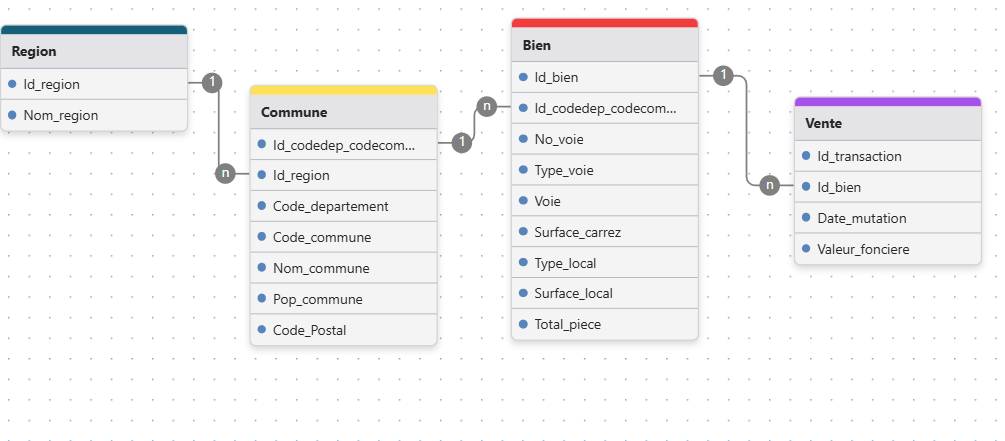 Region
Id_region
Nom_region
1
n
Commune
Id_codedep_codecom...
Id_region
Code_departement
Code_commune
Nom_commune
Pop_commune
Code_Postal
1
n
Bien
Id_bien
Id_codedep_codecom...
No_voie
Type_voie
Voie
Surface_carrez
Type_local
Surface_local
Total_piece
1
n
Vente
Id_transaction
Id_bien
Date_mutation
Valeur_fonciere